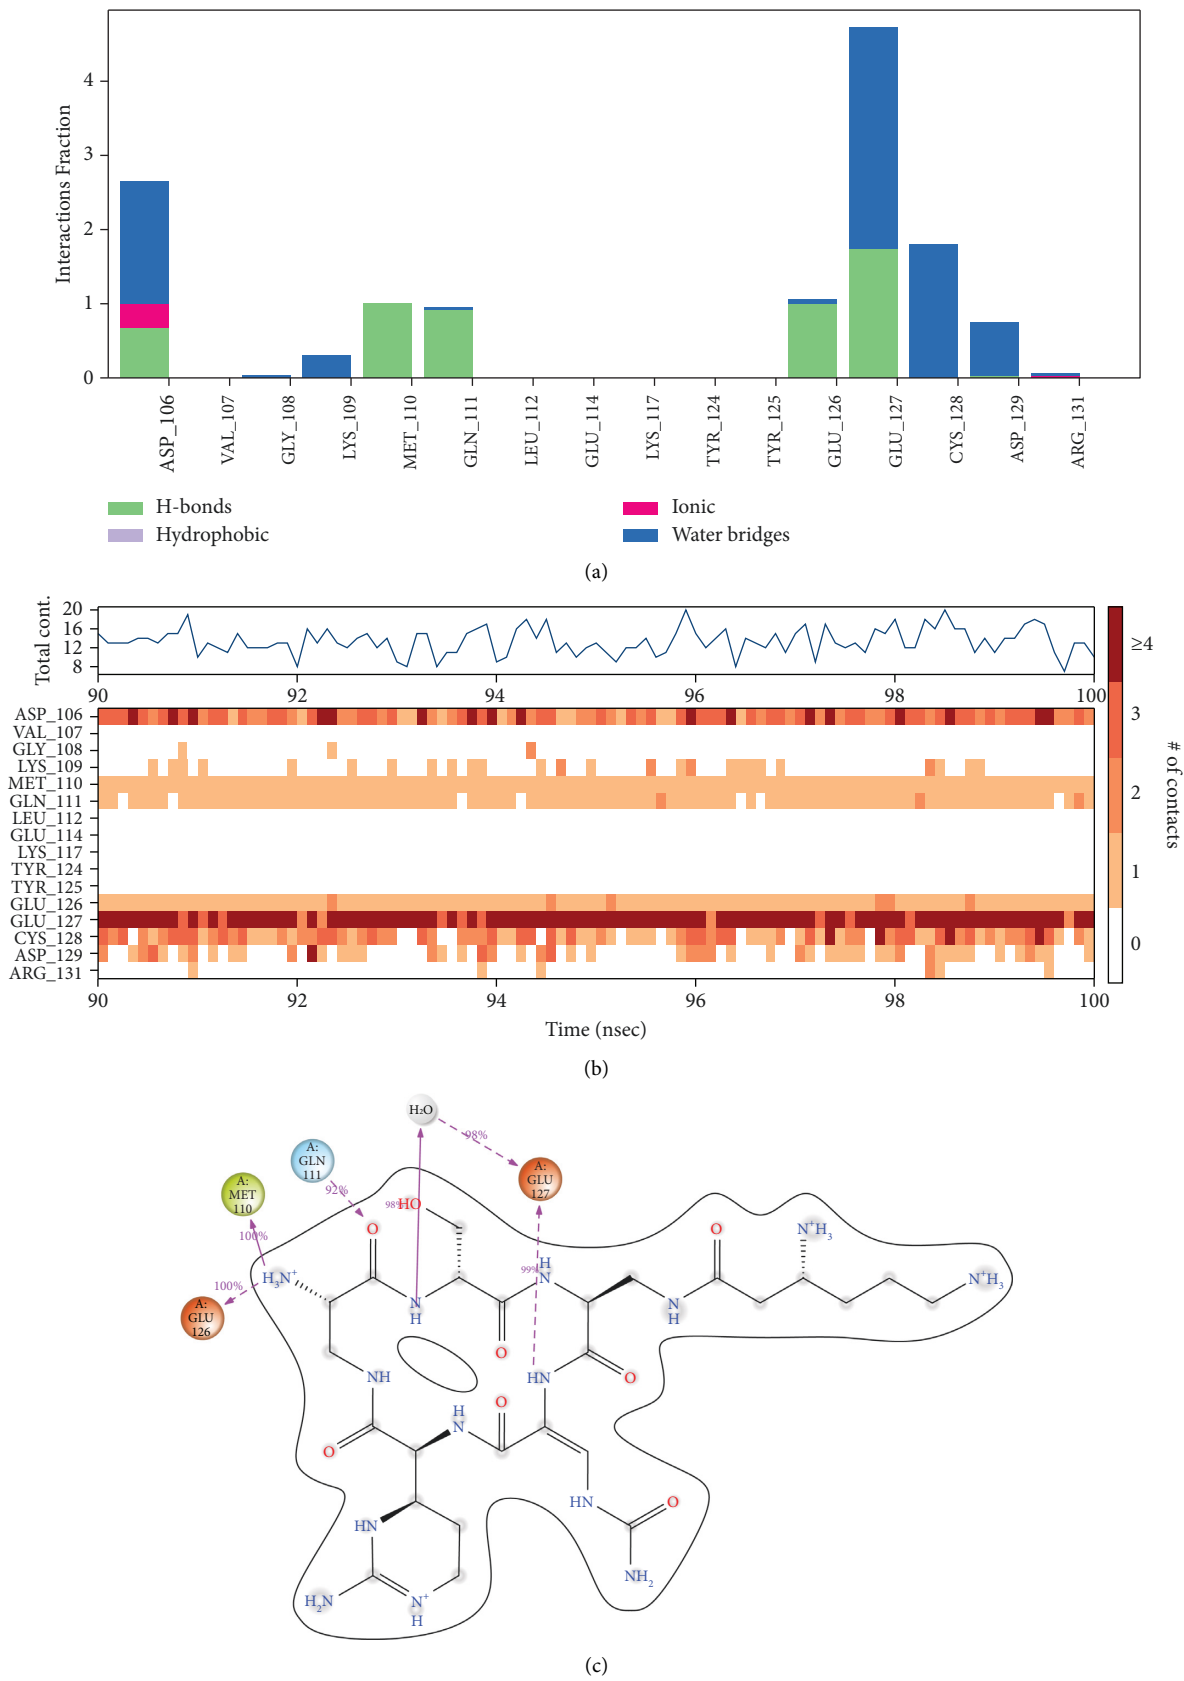 Interactions Fraction
4
3
2
1
0
ASP_106
VAL_107
GLY_108
LYS_109
MET_110
GLN_111
LEU_112
GLU_114
LYS_117
TYR_124
TYR_125
GLU_126
GLU_127
CYS_128
ASP_129
ARG_131
H-bonds
Hydrophobic
Ionic
Water bridges
(a)
Total cont.
20
16
12
8
90 92 94 96 98 100
ASP_106
VAL_107
GLY_108
LYS_109
MET_110
GLN_111
LEU_112
GLU_114
LYS_117
TYR_124
TYR_125
GLU_126
GLU_127
CYS_128
ASP_129
ARG_131
90 92 94 96 98 100
Time (nsec)
≥4
3
2
1
0
# of contacts
(b)
H₂O
98%
A:
GLN
111
A:
GLU
127
A:
MET
110
92%
98%
HO
100%
O
O
N⁺H₃
H₃N⁺
99%
H
N
N⁺H₃
100%
A:
GLU
126
N
H
N
H
O
NH
HN
O
O
H
N
O
HN
HN
O
H₂N
N⁺
H
NH₂
(c)